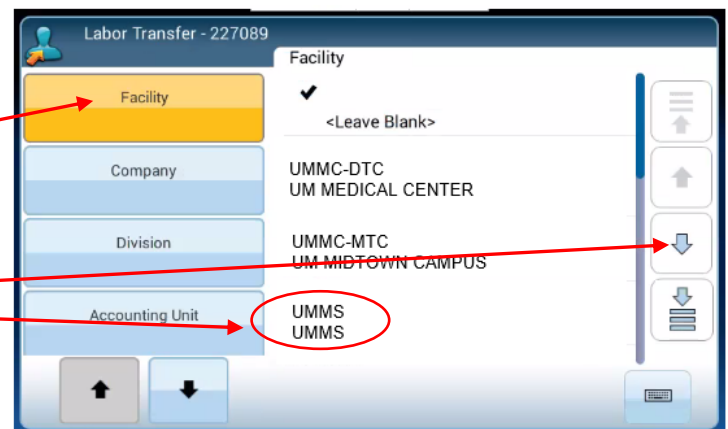 Labor Transfer - 227089
Facility
Facility
Company
Division
Accounting Unit
<Leave Blank>
UMMC-DTC
UM MEDICAL CENTER
UMMC-MTC
UM MIDTOWN CAMPUS
UMMS
UMMS